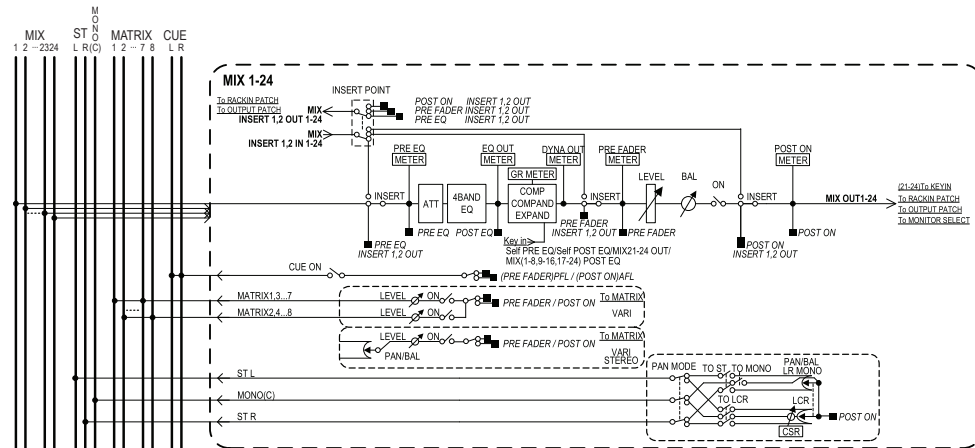 MIX
1 2 ··· 2324
ST
L R
MONO
(C)
MATRIX
1 2 ··· 7 8
CUE
L R
MIX 1-24
INSERT POINT
To RACKIN PATCH
To OUTPUT PATCH
MIX
INSERT 1,2 OUT 1-24
MIX
INSERT 1,2 IN 1-24
POST ON INSERT 1,2 OUT
PRE FADER INSERT 1,2 OUT
PRE EQ INSERT 1,2 OUT
PRE EQ
METER
EQ OUT
METER
DYNA OUT
METER
PRE FADER
METER
POST ON
METER
GR METER
LEVEL
BAL
ON
INSERT
ATT
4BAND
EQ
COMP
COMPAND
EXPAND
INSERT
INSERT
MIX OUT1-24
(21-24)To KEYIN
To RACKIN PATCH
To OUTPUT PATCH
To MONITOR SELECT
PRE EQ
INSERT 1,2 OUT
PRE EQ
POST EQ
PRE FADER
INSERT 1,2 OUT
PRE FADER
POST ON
INSERT 1,2 OUT
POST ON
Key in
Self PRE EQ/Self POST EQ/MIX21-24 OUT/
MIX(1-8,9-16,17-24) POST EQ
CUE ON
(PRE FADER)PFL / (POST ON)AFL
MATRIX1,3...7
LEVEL
ON
PRE FADER / POST ON
To MATRIX
MATRIX2,4...8
LEVEL
ON
VARI
LEVEL
ON
PRE FADER / POST ON
To MATRIX
PAN/BAL
VARI
STEREO
ST L
PAN MODE
TO ST
TO MONO
PAN/BAL
LR MONO
MONO(C)
TO LCR
LCR
ST R
POST ON
CSR